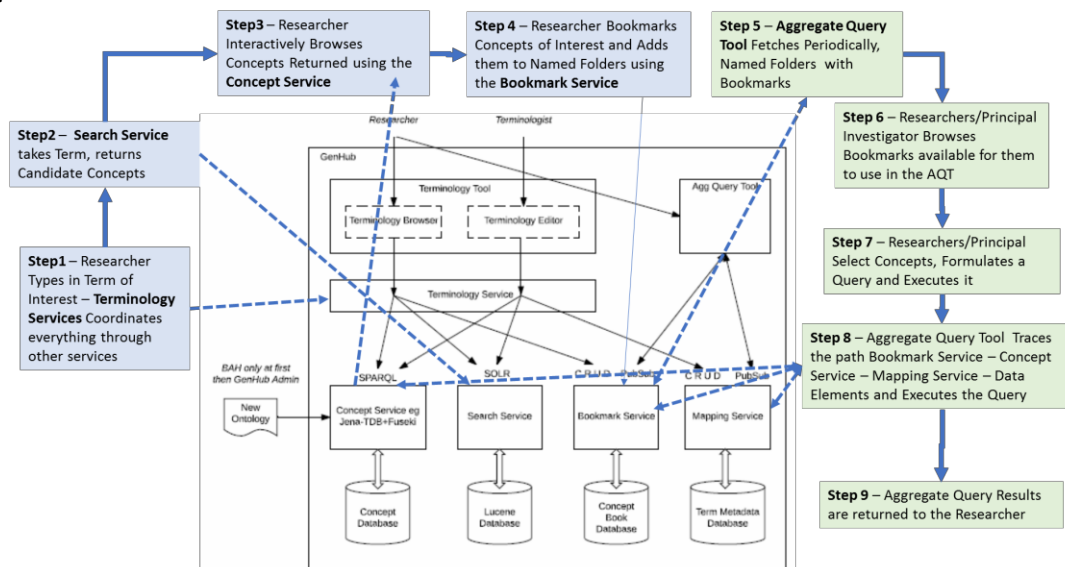 Step3 – Researcher
Interactively Browses
Concepts Returned using the
Concept Service
Step 4 – Researcher Bookmarks
Concepts of Interest and Adds
them to Named Folders using
the Bookmark Service
Step 5 – Aggregate Query
Tool Fetches Periodically,
Named Folders with
Bookmarks
Step2 – Search Service
takes Term, returns
Candidate Concepts
Step 6 – Researchers/Principal
Investigator Browses
Bookmarks available for them
to use in the AQT
Step1 – Researcher
Types in Term of
Interest – Terminology
Services Coordinates
everything through
other services
Step 7 – Researchers/Principal
Select Concepts, Formulates a
Query and Executes it
Step 8 – Aggregate Query Tool Traces
the path Bookmark Service – Concept
Service – Mapping Service – Data
Elements and Executes the Query
Step 9 – Aggregate Query Results
are returned to the Researcher
Researcher
Terminologist
GenHub
Terminology Tool
Agg Query Tool
Terminology Browser
Terminology Editor
Terminology Service
BAH only at first
then GenHub Admin
SPARQL
SOLR
C R U D
PubSub
C R U D
PubSub
New
Ontology
Concept Service eg
Jena-TDB+Fuseki
Search Service
Bookmark Service
Mapping Service
Concept
Database
Lucene
Database
Concept
Book
Database
Term Metadata
Database